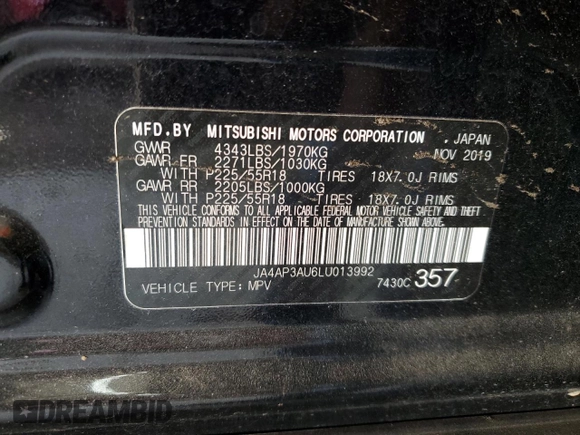 MFD.BY MITSUBISHI MOTORS CORPORATION . JAPAN
GVWR 4343LBS/1970KG NOV 2019
GAWR FR 2271LBS/1030KG
WITH P225/55R18 TIRES 18X7.0J RIMS
GAWR RR 2205LBS/1000KG
WITH P225/55R18 TIRES 18X7.0J RIMS
THIS VEHICLE CONFORMS TO ALL APPLICABLE FEDERAL MOTOR VEHICLE SAFETY AND THEFT
PREVENTION STANDARDS IN EFFECT ON THE DATE OF MANUFACTURE SHOWN ABOVE.
JA4AP3AU6LU013992
VEHICLE TYPE: MPV 7430C 357
DREAMBID